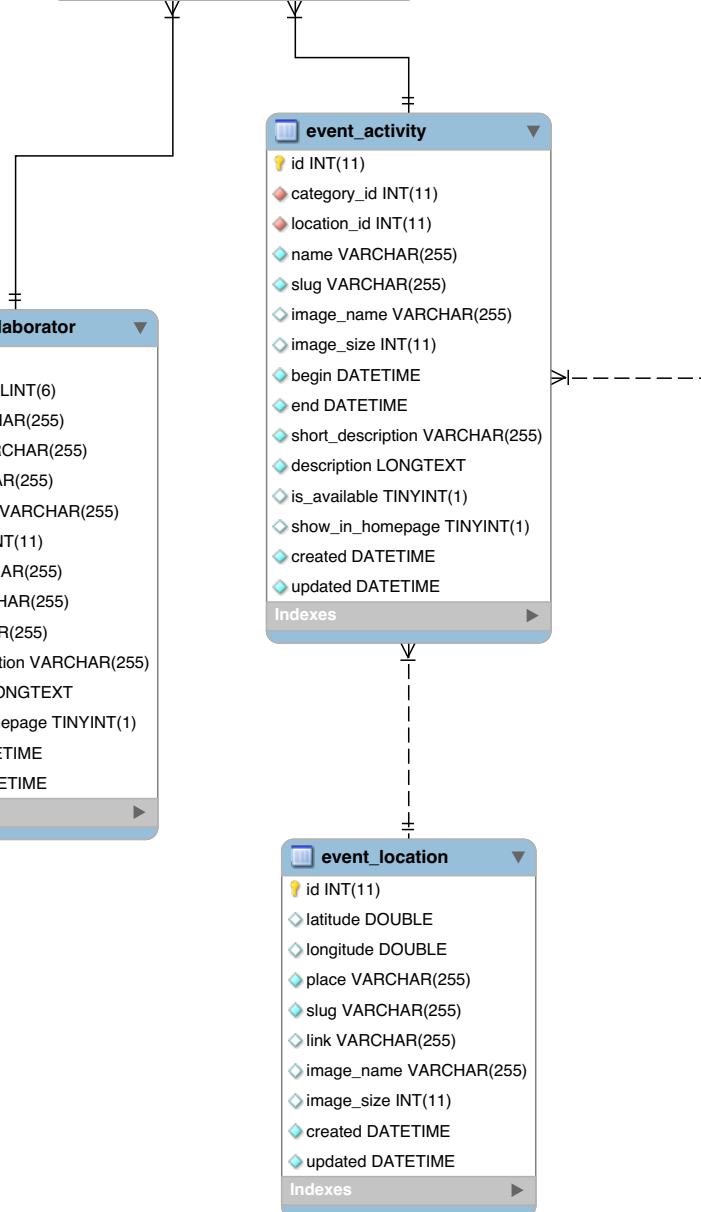 event_activity
id INT(11)
category_id INT(11)
location_id INT(11)
name VARCHAR(255)
slug VARCHAR(255)
image_name VARCHAR(255)
image_size INT(11)
begin DATETIME
end DATETIME
short_description VARCHAR(255)
description LONGTEXT
is_available TINYINT(1)
show_in_homepage TINYINT(1)
created DATETIME
updated DATETIME
Indexes
laborator
LINT(6)
HAR(255)
RCHAR(255)
AR(255)
VARCHAR(255)
NT(11)
AR(255)
HAR(255)
R(255)
tion VARCHAR(255)
ONGTEXT
epage TINYINT(1)
ETIME
ETIME
event_location
id INT(11)
latitude DOUBLE
longitude DOUBLE
place VARCHAR(255)
slug VARCHAR(255)
link VARCHAR(255)
image_name VARCHAR(255)
image_size INT(11)
created DATETIME
updated DATETIME
Indexes